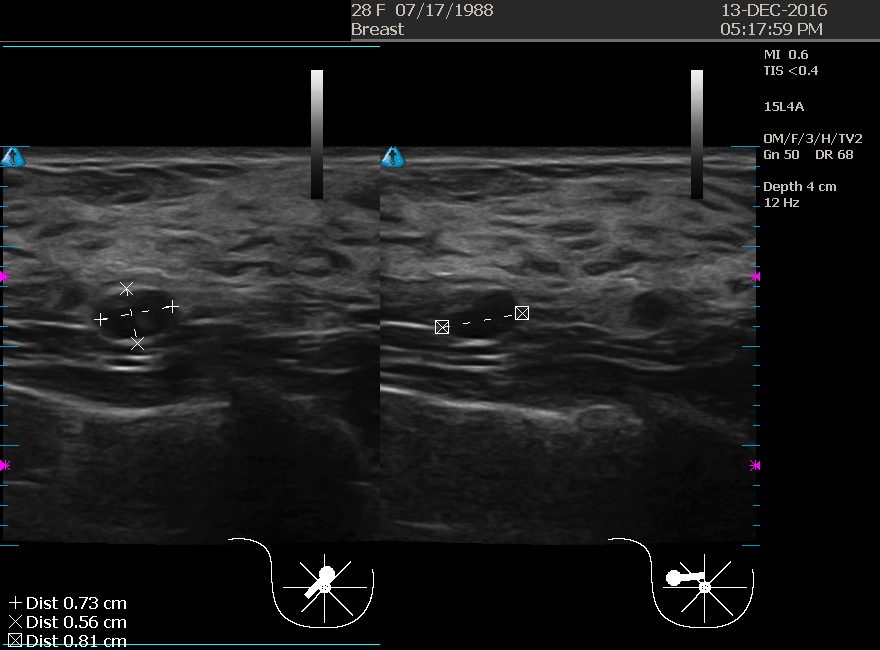 28 F 07/17/1988 13-DEC-2016
Breast 05:17:59 PM
MI 0.6
TIS <0.4
15L4A
OM/F/3/H/TV2
Gn 50 DR 68
Depth 4 cm
12 Hz
Dist 0.73 cm
Dist 0.56 cm
Dist 0.81 cm